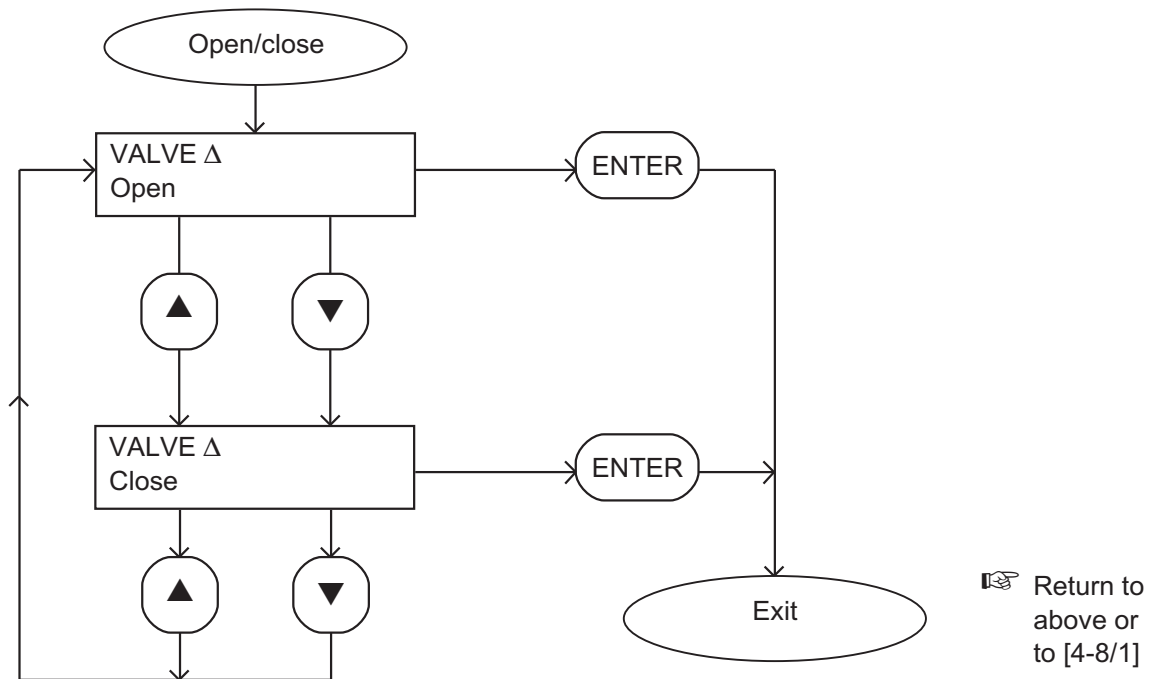 Open/close
VALVE Δ
Open
ENTER
▲
▼
VALVE Δ
Close
ENTER
▲
▼
Exit
☞ Return to
above or
to [4-8/1]